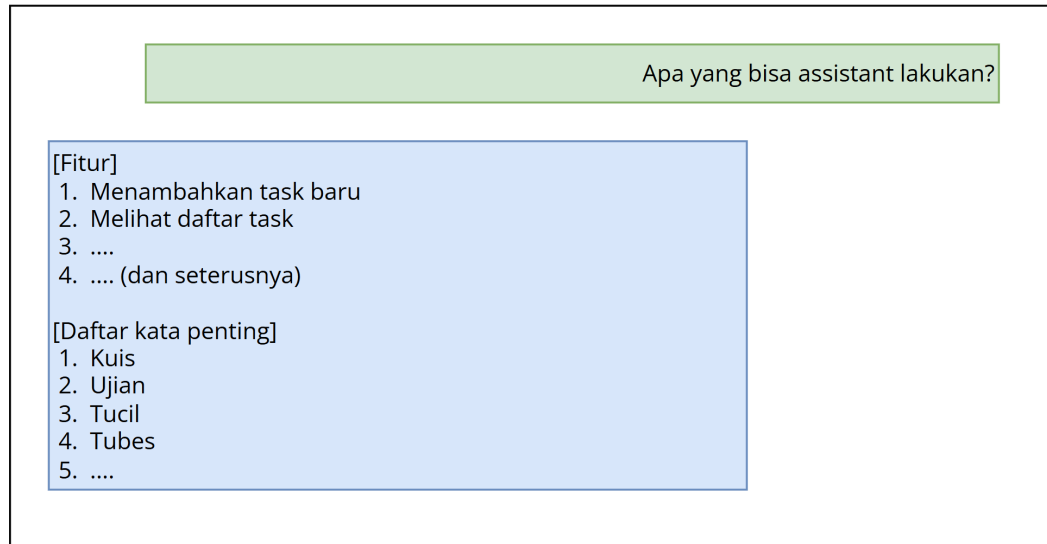 Apa yang bisa assistant lakukan?
[Fitur]
1. Menambahkan task baru
2. Melihat daftar task
3. ....
4. .... (dan seterusnya)
[Daftar kata penting]
1. Kuis
2. Ujian
3. Tucil
4. Tubes
5. ....